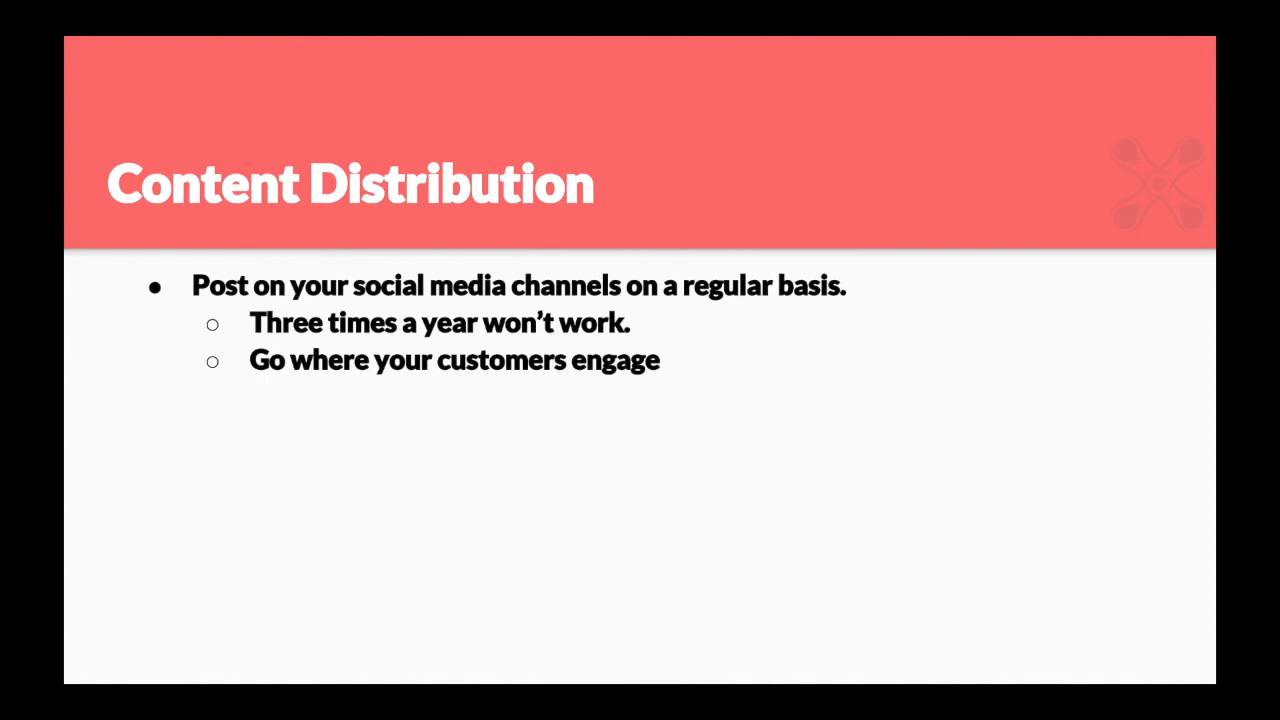 Content Distribution
● Post on your social media channels on a regular basis.
○ Three times a year won’t work.
○ Go where your customers engage